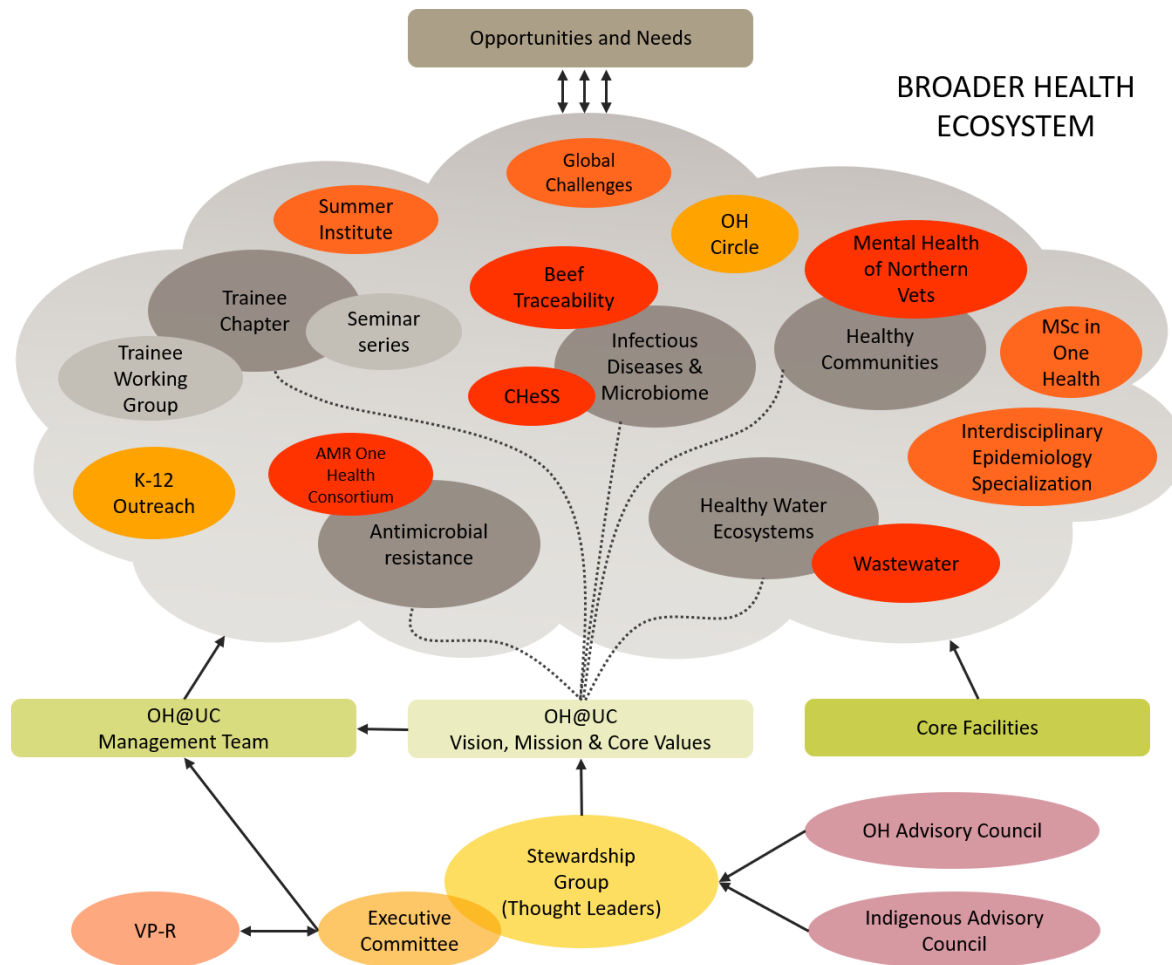 Opportunities and Needs
BROADER HEALTH
ECOSYSTEM
Global
Challenges
Summer
Institute
OH
Circle
Mental Health
of Northern
Vets
Beef
Traceability
Trainee
Chapter
Seminar
series
Infectious
Diseases &
Microbiome
Healthy
Communities
MSc in
One
Health
Trainee
Working
Group
CHeSS
Interdisciplinary
Epidemiology
Specialization
K-12
Outreach
AMR One
Health
Consortium
Antimicrobial
resistance
Healthy Water
Ecosystems
Wastewater
OH@UC
Management Team
OH@UC
Vision, Mission & Core Values
Core Facilities
Stewardship
Group
(Thought Leaders)
OH Advisory Council
VP-R
Executive
Committee
Indigenous Advisory
Council